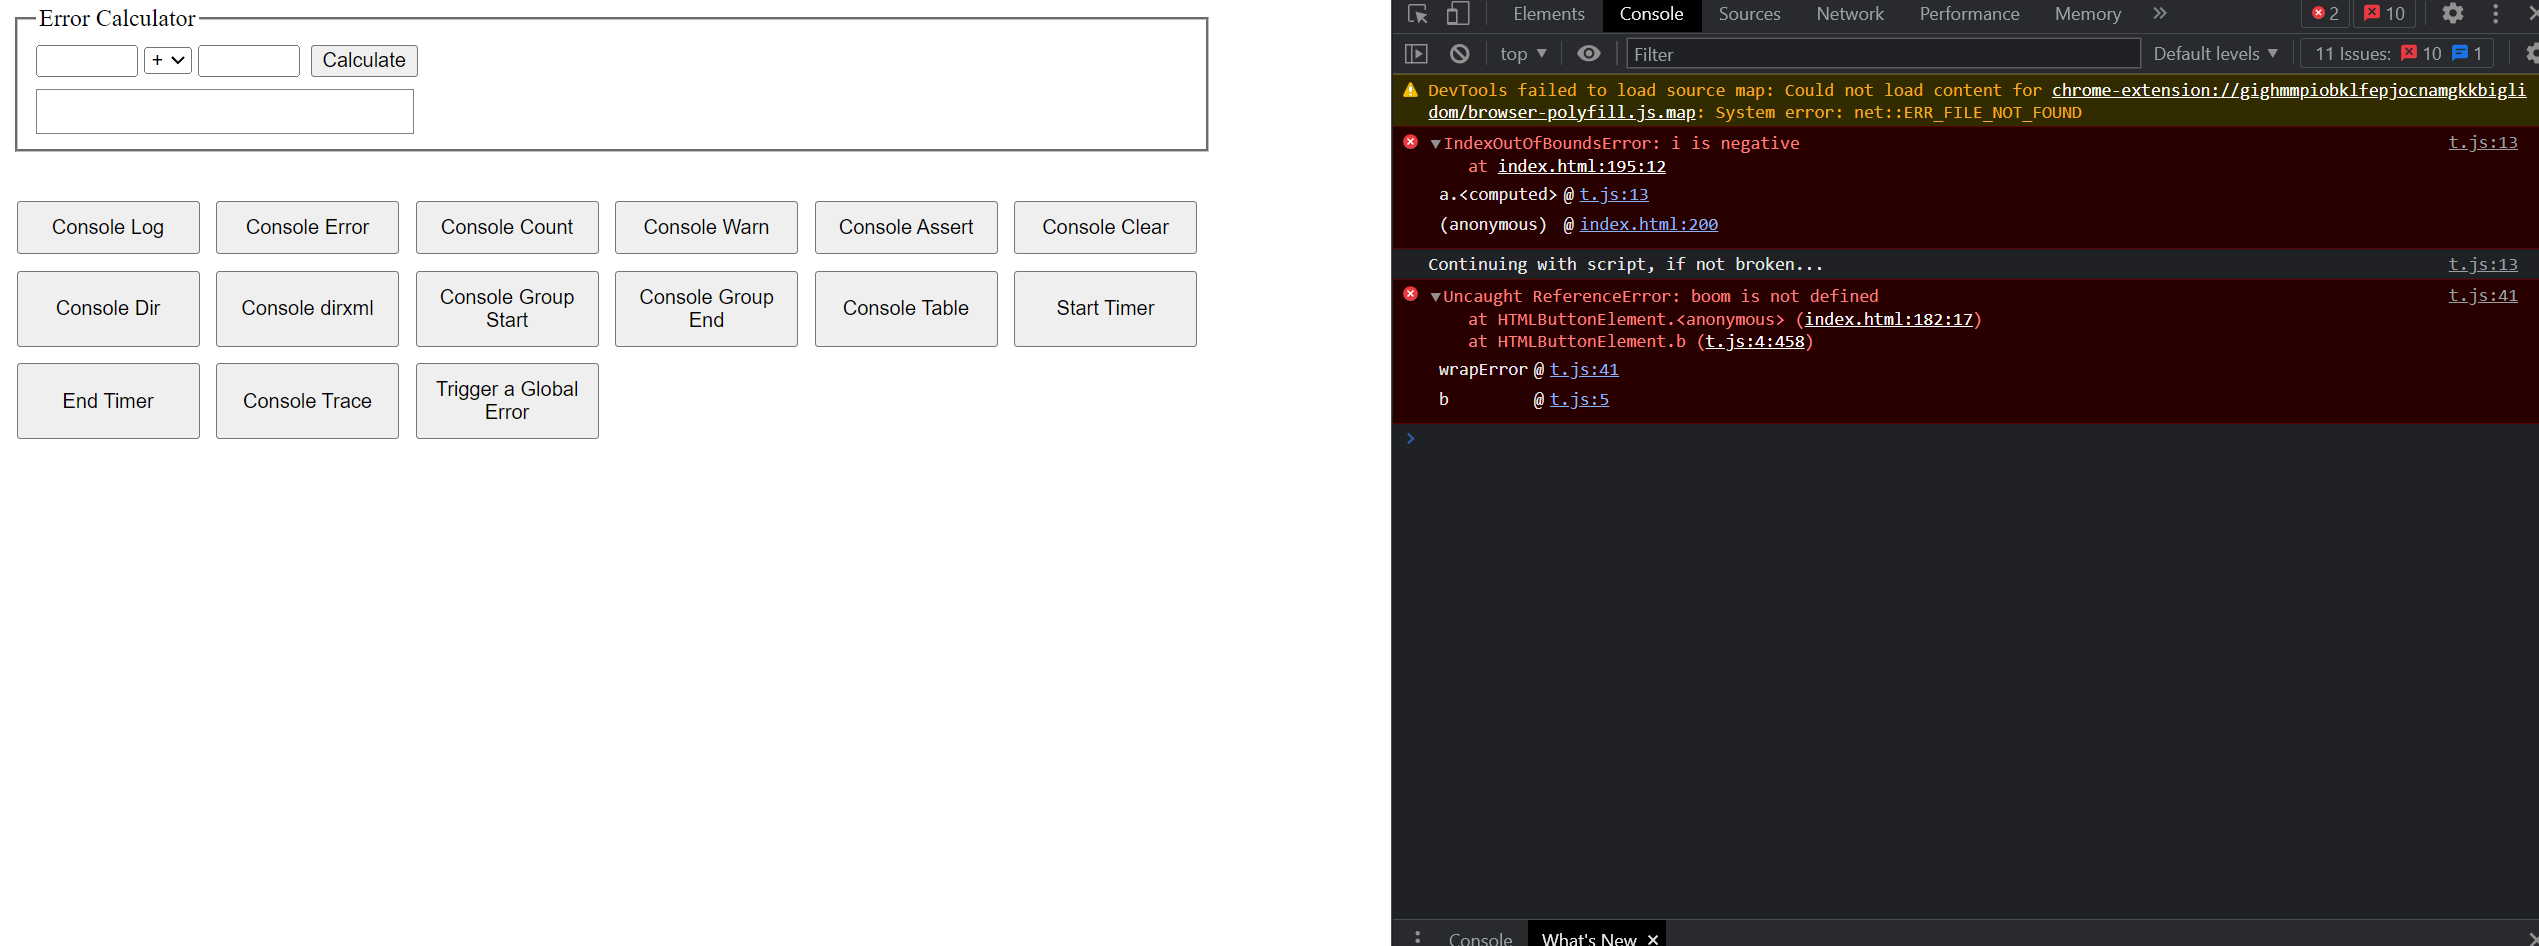 Error Calculator
+
Calculate
Console Log
Console Error
Console Count
Console Warn
Console Assert
Console Clear
Console Dir
Console dirxml
Console Group
Start
Console Group
End
Console Table
Start Timer
End Timer
Console Trace
Trigger a Global
Error
Elements Console Sources Network Performance Memory » 2 10
top Filter Default levels 11 Issues: 10 1
DevTools failed to load source map: Could not load content for chrome-extension://gighmmpiobklfepjocnamgkkbigli
dom/browser-polyfill.js.map: System error: net::ERR_FILE_NOT_FOUND
IndexOutOfBoundsError: i is negative t.js:13
at index.html:195:12
a.<computed> @ t.js:13
(anonymous) @ index.html:200
Continuing with script, if not broken... t.js:13
Uncaught ReferenceError: boom is not defined t.js:41
at HTMLButtonElement.<anonymous> (index.html:182:17)
at HTMLButtonElement.b (t.js:4:458)
wrapError @ t.js:41
b @ t.js:5
Console What's New ×